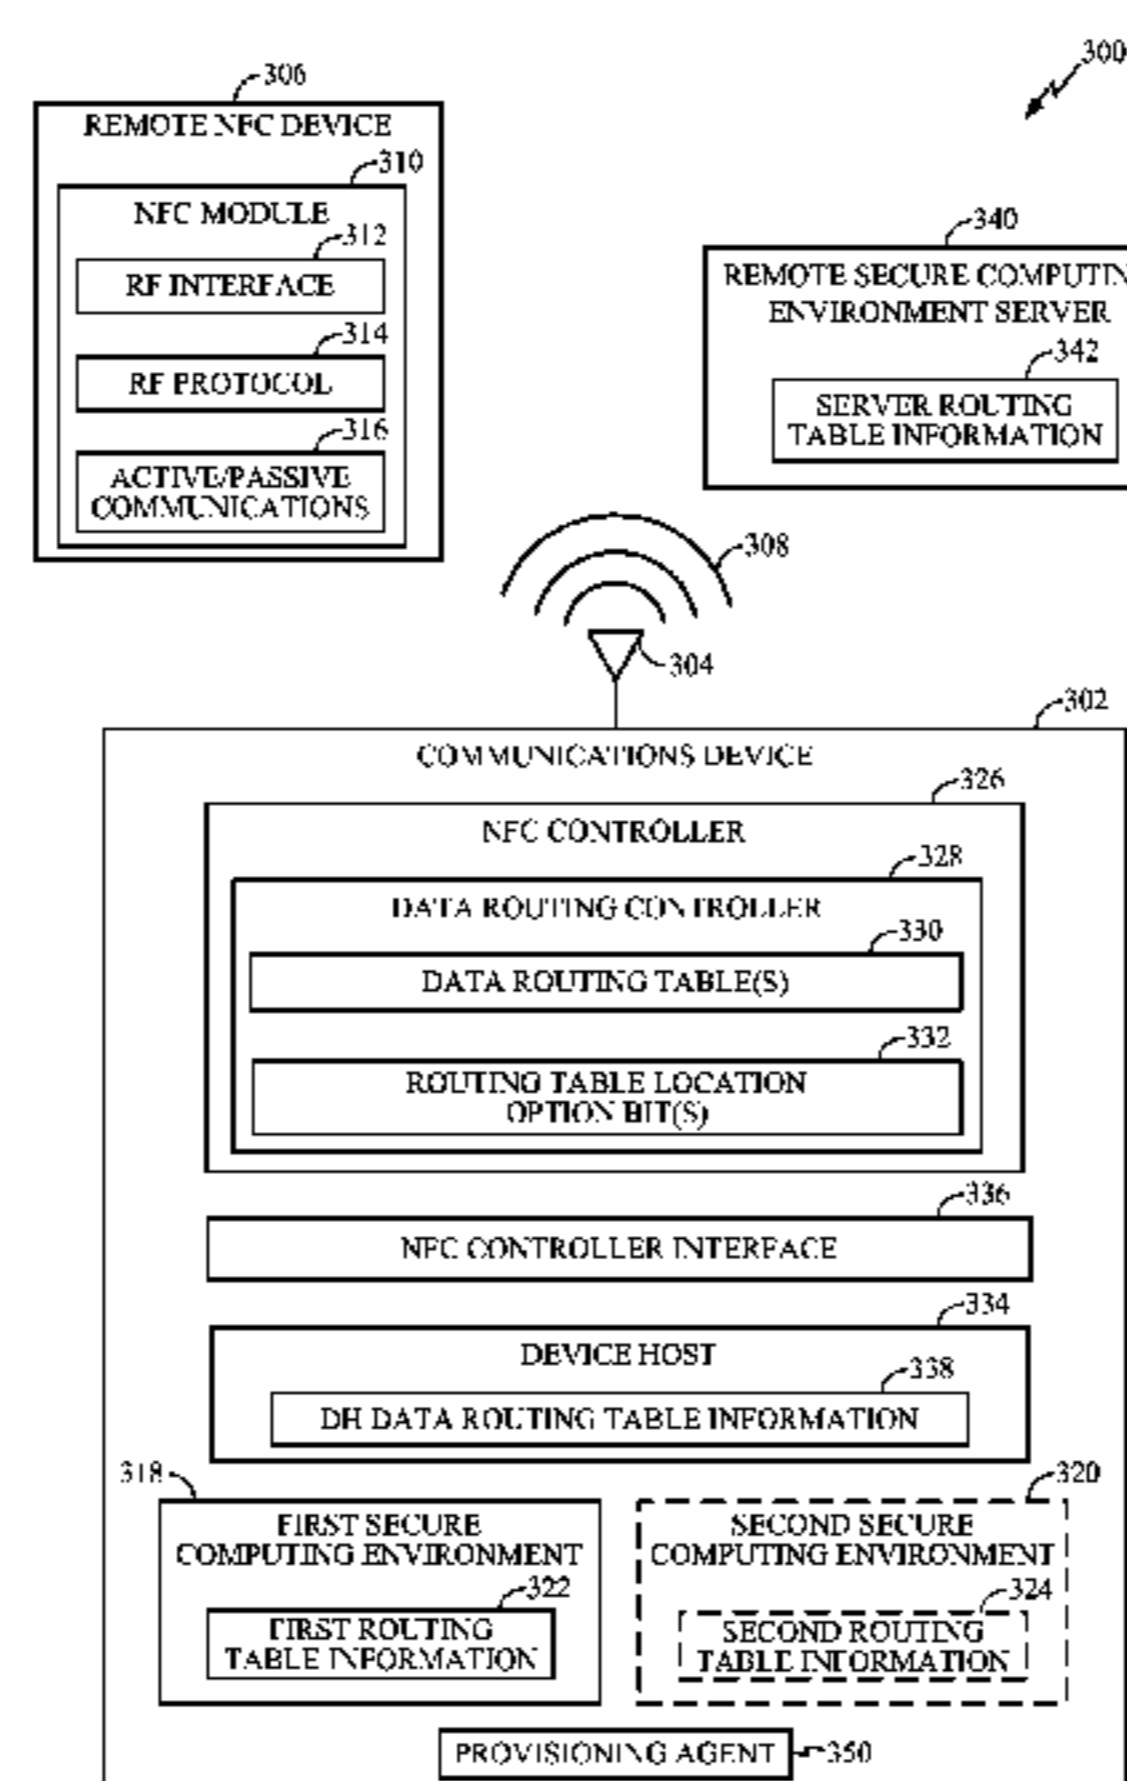 300
306
REMOTE NFC DEVICE
310
NFC MODULE
312
RF INTERFACE
314
RF PROTOCOL
316
ACTIVE/PASSIVE
COMMUNICATIONS
340
REMOTE SECURE COMPUTIN
ENVIRONMENT SERVER
342
SERVER ROUTING
TABLE INFORMATION
308
304
302
COMMUNICATIONS DEVICE
326
NFC CONTROLLER
328
DATA ROUTING CONTROLLER
330
DATA ROUTING TABLE(S)
332
ROUTING TABLE LOCATION
OPTION BIT(S)
336
NFC CONTROLLER INTERFACE
334
DEVICE HOST
338
DH DATA ROUTING TABLE INFORMATION
318
FIRST SECURE
COMPUTING ENVIRONMENT
322
FIRST ROUTING
TABLE INFORMATION
320
SECOND SECURE
COMPUTING ENVIRONMENT
324
SECOND ROUTING
TABLE INFORMATION
PROVISIONING AGENT 350